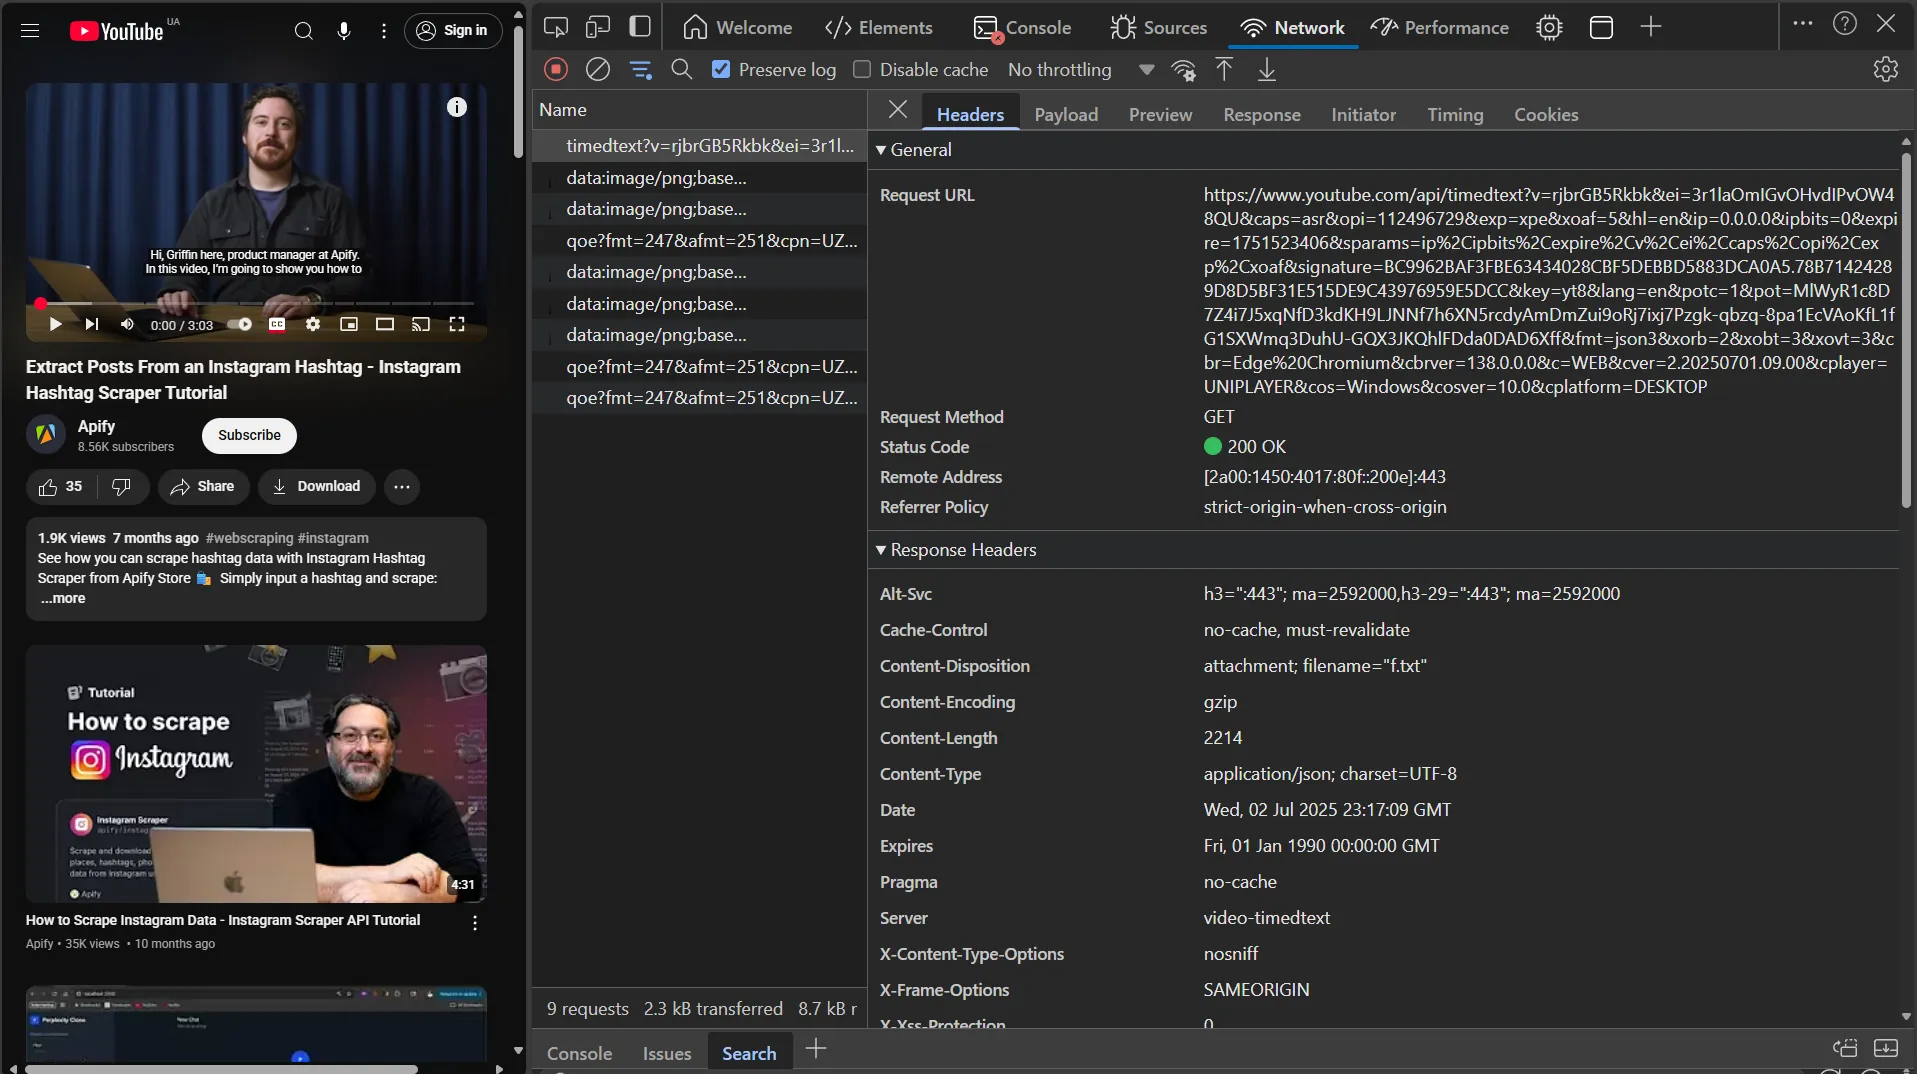 YouTube UA
Sign in
Hi, Griffin here, product manager at Apify.
In this video, I'm going to show you how to
0:00 / 3:03
CC
Extract Posts From an Instagram Hashtag - Instagram
Hashtag Scraper Tutorial
Apify
8.56K subscribers
Subscribe
35
Share
Download
1.9K views 7 months ago #webscraping #instagram
See how you can scrape hashtag data with Instagram Hashtag
Scraper from Apify Store 🛍️ Simply input a hashtag and scrape:
...more
Tutorial
How to scrape
Instagram
Instagram Scraper
Scrape and download
Apify
4:31
How to Scrape Instagram Data - Instagram Scraper API Tutorial
Apify • 35K views • 10 months ago
Perplexity Clone
New Chat
Welcome
Elements
Console
Sources
Network
Performance
Preserve log
Disable cache
No throttling
Name
timedtext?v=rjbrGB5Rkbk&ei=3r1l...
data:image/png;base...
data:image/png;base...
qoe?fmt=247&afmt=251&cpn=UZ...
data:image/png;base...
data:image/png;base...
data:image/png;base...
qoe?fmt=247&afmt=251&cpn=UZ...
qoe?fmt=247&afmt=251&cpn=UZ...
9 requests 2.3 kB transferred 8.7 kB r
Headers
Payload
Preview
Response
Initiator
Timing
Cookies
General
Request URL
https://www.youtube.com/api/timedtext?v=rjbrGB5Rkbk&ei=3r1laOmIGvOHvdIPvOW4
8QU&caps=asr&opi=112496729&exp=xpe&xoaf=5&hl=en&ip=0.0.0.0&ipbits=0&expi
re=1751523406&sparams=ip%2Cipbits%2Cexpire%2Cv%2Cei%2Ccaps%2Copi%2Cex
p%2Cxoaf&signature=BC9962BAF3FBE63434028CBF5DEBBD5883DCA0A5.78B7142428
9D8D5BF31E515DE9C43976959E5DCC&key=yt8&lang=en&potc=1&pot=MlWyR1c8D
7Z4i7J5xqNfD3kdKH9LJNNf7h6XN5rcdyAmDmZui9oRj7ixj7Pzgk-qbzq-8pa1EcVAoKfL1f
G1SXWmq3DuhU-GQX3JKQhlFDda0DAD6Xff&fmt=json3&xorb=2&xobt=3&xovt=3&c
br=Edge%20Chromium&cbrver=138.0.0.0&c=WEB&cver=2.20250701.09.00&cplayer=
UNIPLAYER&cos=Windows&cosver=10.0&cplatform=DESKTOP
Request Method GET
Status Code 200 OK
Remote Address [2a00:1450:4017:80f::200e]:443
Referrer Policy strict-origin-when-cross-origin
Response Headers
Alt-Svc h3=":443"; ma=2592000,h3-29=":443"; ma=2592000
Cache-Control no-cache, must-revalidate
Content-Disposition attachment; filename="f.txt"
Content-Encoding gzip
Content-Length 2214
Content-Type application/json; charset=UTF-8
Date Wed, 02 Jul 2025 23:17:09 GMT
Expires Fri, 01 Jan 1990 00:00:00 GMT
Pragma no-cache
Server video-timedtext
X-Content-Type-Options nosniff
X-Frame-Options SAMEORIGIN
X-Xss-Protection 0
Console
Issues
Search